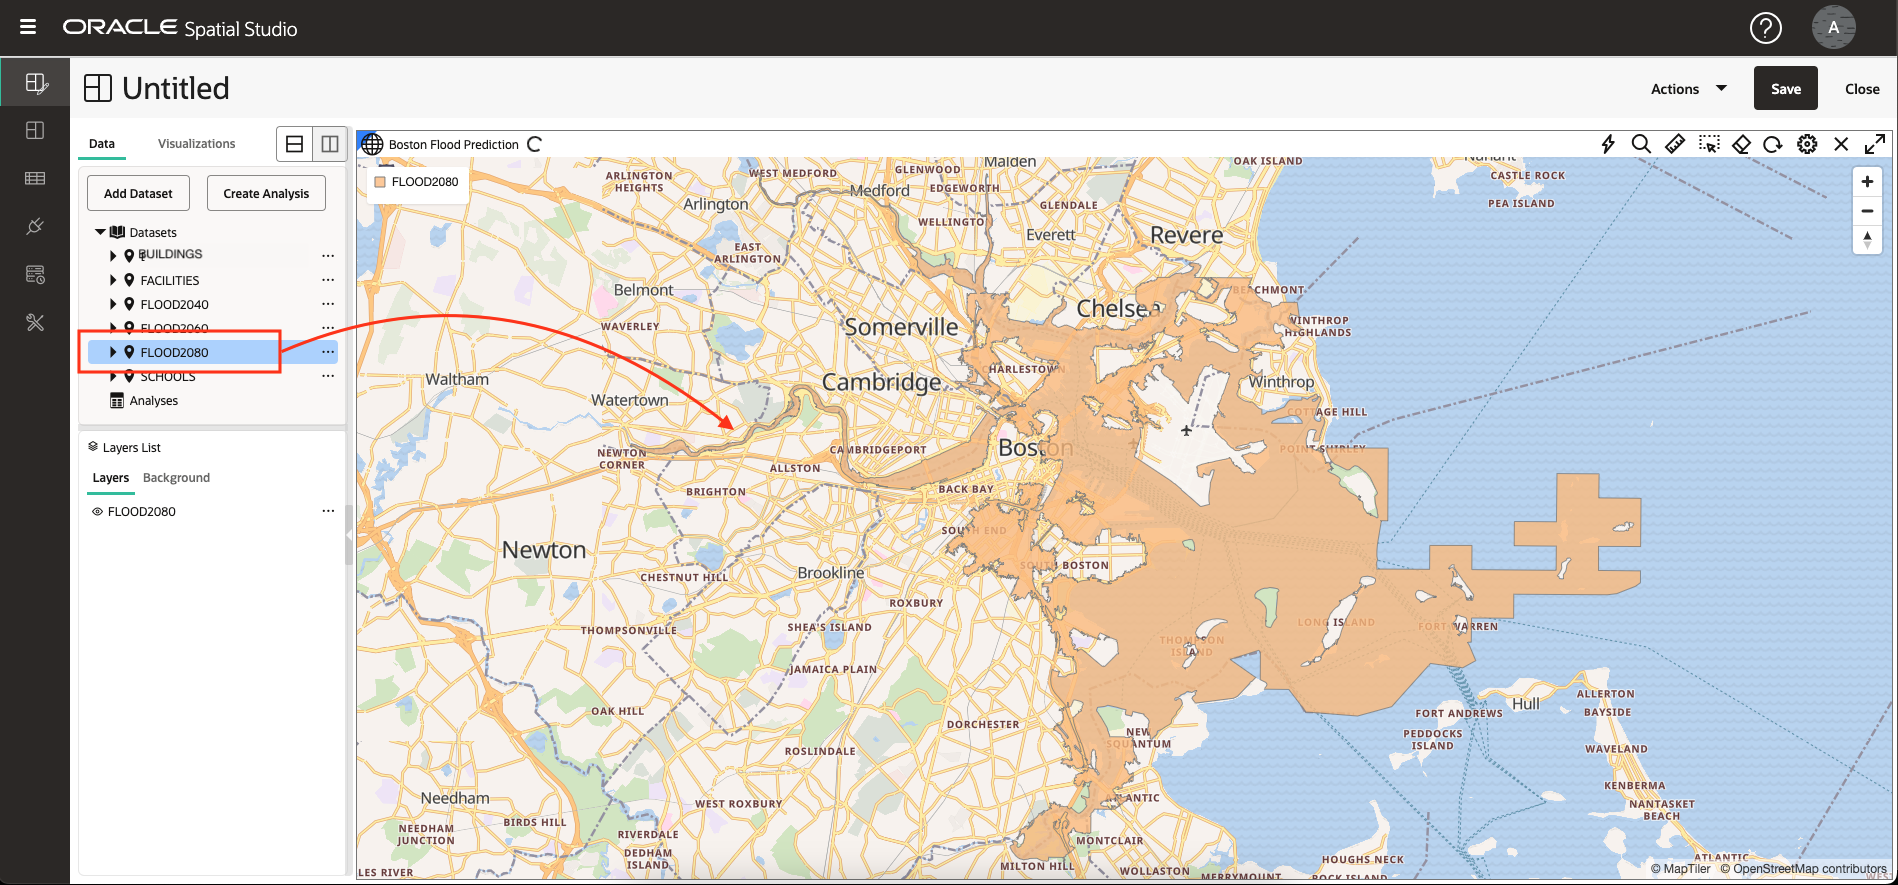 ORACLE Spatial Studio
A
Untitled
Actions
Save
Close
Data
Visualizations
Boston Flood Prediction
Add Dataset
Create Analysis
Datasets
BUILDINGS
FACILITIES
FLOOD2040
FLOOD2060
FLOOD2080
SCHOOLS
Analyses
Layers List
Layers
Background
FLOOD2080
FLOOD2080
Malden
OAK ISLAND
Nahant
ARLINGTON
HEIGHTS
WEST MEDFORD
GLENWOOD
CASTLE ROCK
Medford
EDGEWORTH
PEA ISLAND
Arlington
GLENDALE
WELLINGTO
Everett
Revere
EAST
ARLINGTON
Belmont
BEACHMONT
Chelsea
WINTHROP
HIGHLANDS
WAVERLEY
Somerville
CHARLESTOWN
Waltham
Cambridge
Winthrop
Watertown
COTTAGE HILL
Boston
POINT SHIRLEY
NEWTON
CORNER
CAMBRIDGEPORT
ALLSTON
BRIGHTON
BACK BAY
SOUTH END
Newton
SOUTH BOSTON
CHESTNUT HILL
Brookline
ROXBURY
THOMPSONVILLE
SHEA'S ISLAND
LONG ISLAND
FORT WARREN
THOMPSON
ISLAND
JAMAICA PLAIN
ALLERTON
Hull
BAYSIDE
OAK HILL
DORCHESTER
FORT ANDREWS
PEDDOCKS
ISLAND
NEW
SQUANTUM
ROSLINDALE
WAVELAND
KENBERMA
Needham
WEST ROXBURY
ATLANTIC
NANTASKET
BEACH
BIRDS HILL
NEEDHAM
JUNCTION
RIVERDALE
MONTCLAIR
DEDHAM
ISLAND
MILTON HILL
HOUGHS NECK
ATLANTIC
LES RIVER
WOLLASTON
MERRYMOUNT
ROCK ISLAND
© MapTiler © OpenStreetMap contributors